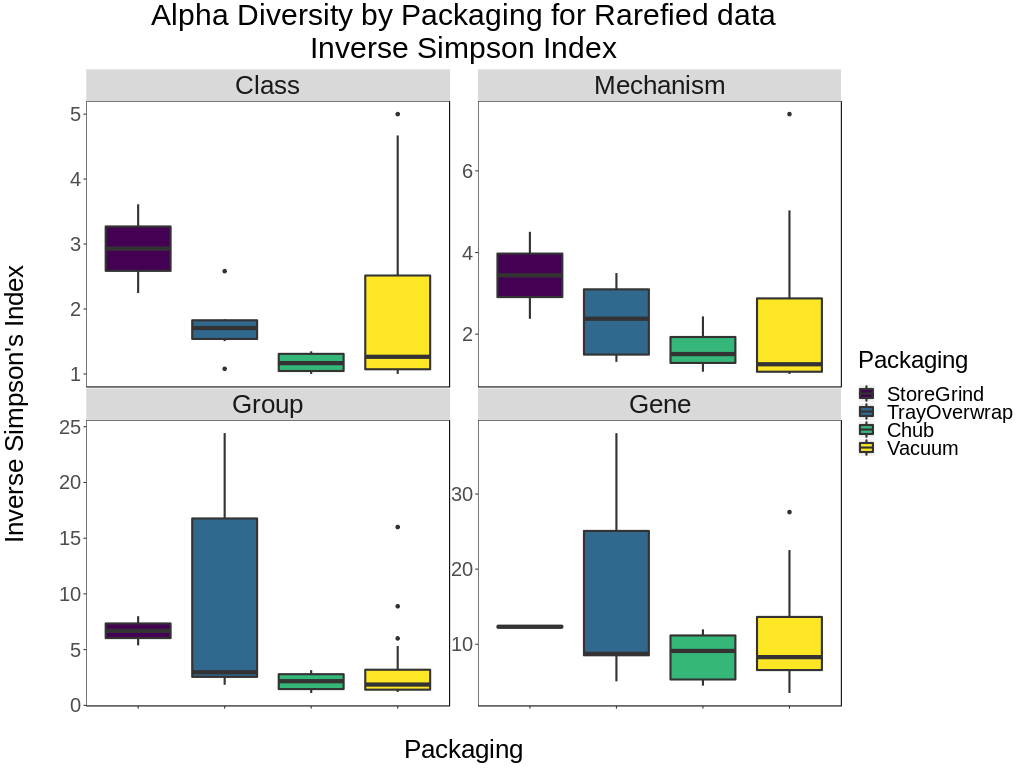 Alpha Diversity by Packaging for Rarefied data
Inverse Simpson Index
Class
Mechanism
5
4
3
2
1
6
4
2
Group
Gene
25
20
15
10
5
0
30
20
10
Inverse Simpson's Index
Packaging
Packaging
StoreGrind
TrayOverwrap
Chub
Vacuum